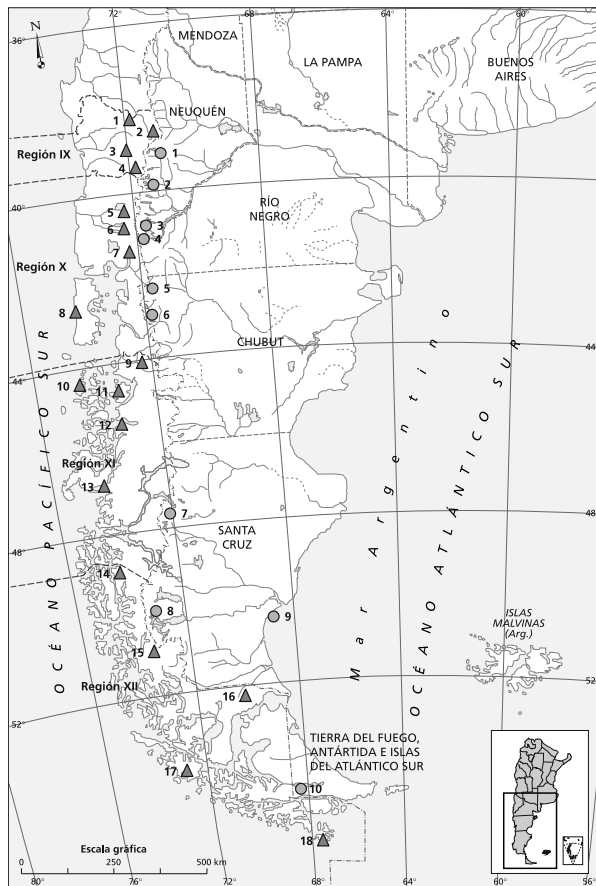 72°
68°
64°
60°
N
36°
MENDOZA
LA PAMPA
BUENOS
AIRES
NEUQUÉN
1
2
Región IX
3
1
4
2
40°
5
RÍO
NEGRO
6
3
4
7
Región X
5
8
6
CHUBUT
9
44
44°
10
11
12
Región XI
13
7
SANTA
CRUZ
48
48°
14
8
9
ISLAS
MALVINAS
(Arg.)
15
Región XII
16
52°
52
TIERRA DEL FUEGO,
ANTÁRTIDA E ISLAS
DEL ATLÁNTICO SUR
17
10
18
OCÉANO PACÍFICO SUR
Mar Argentino
OCÉANO ATLÁNTICO SUR
Escala gráfica
0 250 500 km
80° 76° 72° 68° 64° 60° 56°